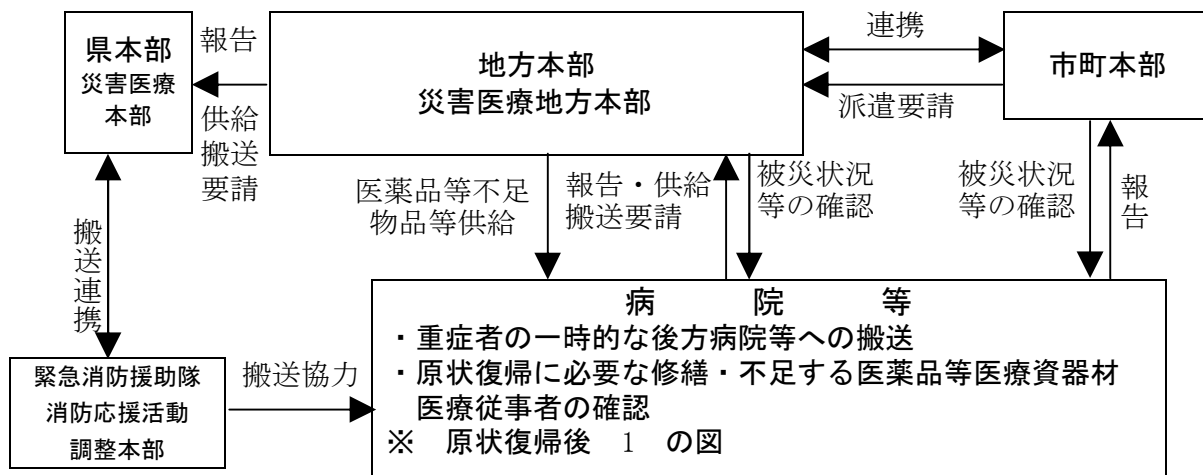 県本部
災害医療
本部
報告
供給
搬送
要請
地方本部
災害医療地方本部
連携
派遣要請
市町本部
医薬品等不足
物品等供給
報告・供給
搬送要請
被災状況
等の確認
被災状況
等の確認
報告
搬送連携
病　院　等
・重症者の一時的な後方病院等への搬送
・原状復帰に必要な修繕・不足する医薬品等医療資器材
医療従事者の確認
※　原状復帰後　1　の図
緊急消防援助隊
消防応援活動
調整本部
搬送協力